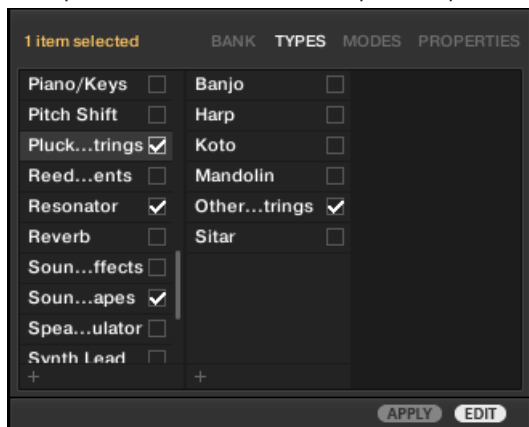 1 item selected BANK TYPES MODES PROPERTIES
Piano/Keys Banjo
Pitch Shift Harp
Pluck...trings Koto
Reed...ents Mandolin
Resonator Other...trings
Reverb Sitar
Soun...ffects
Soun...apes
Spea...ulator
Synth Lead
+ +
APPLY EDIT